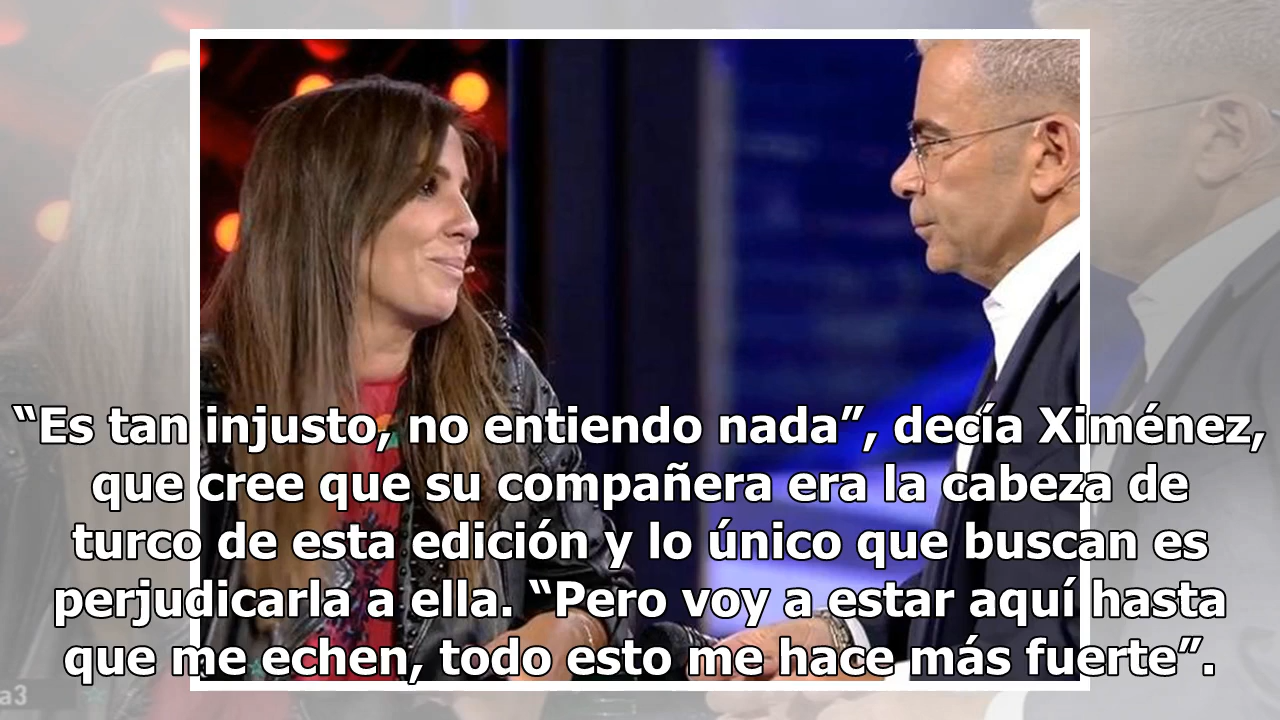 “Es tan injusto, no entiendo nada”, decía Ximénez,
que cree que su compañera era la cabeza de
turco de esta edición y lo único que buscan es
perjudicarla a ella. “Pero voy a estar aquí hasta
que me echen, todo esto me hace más fuerte”.
a3